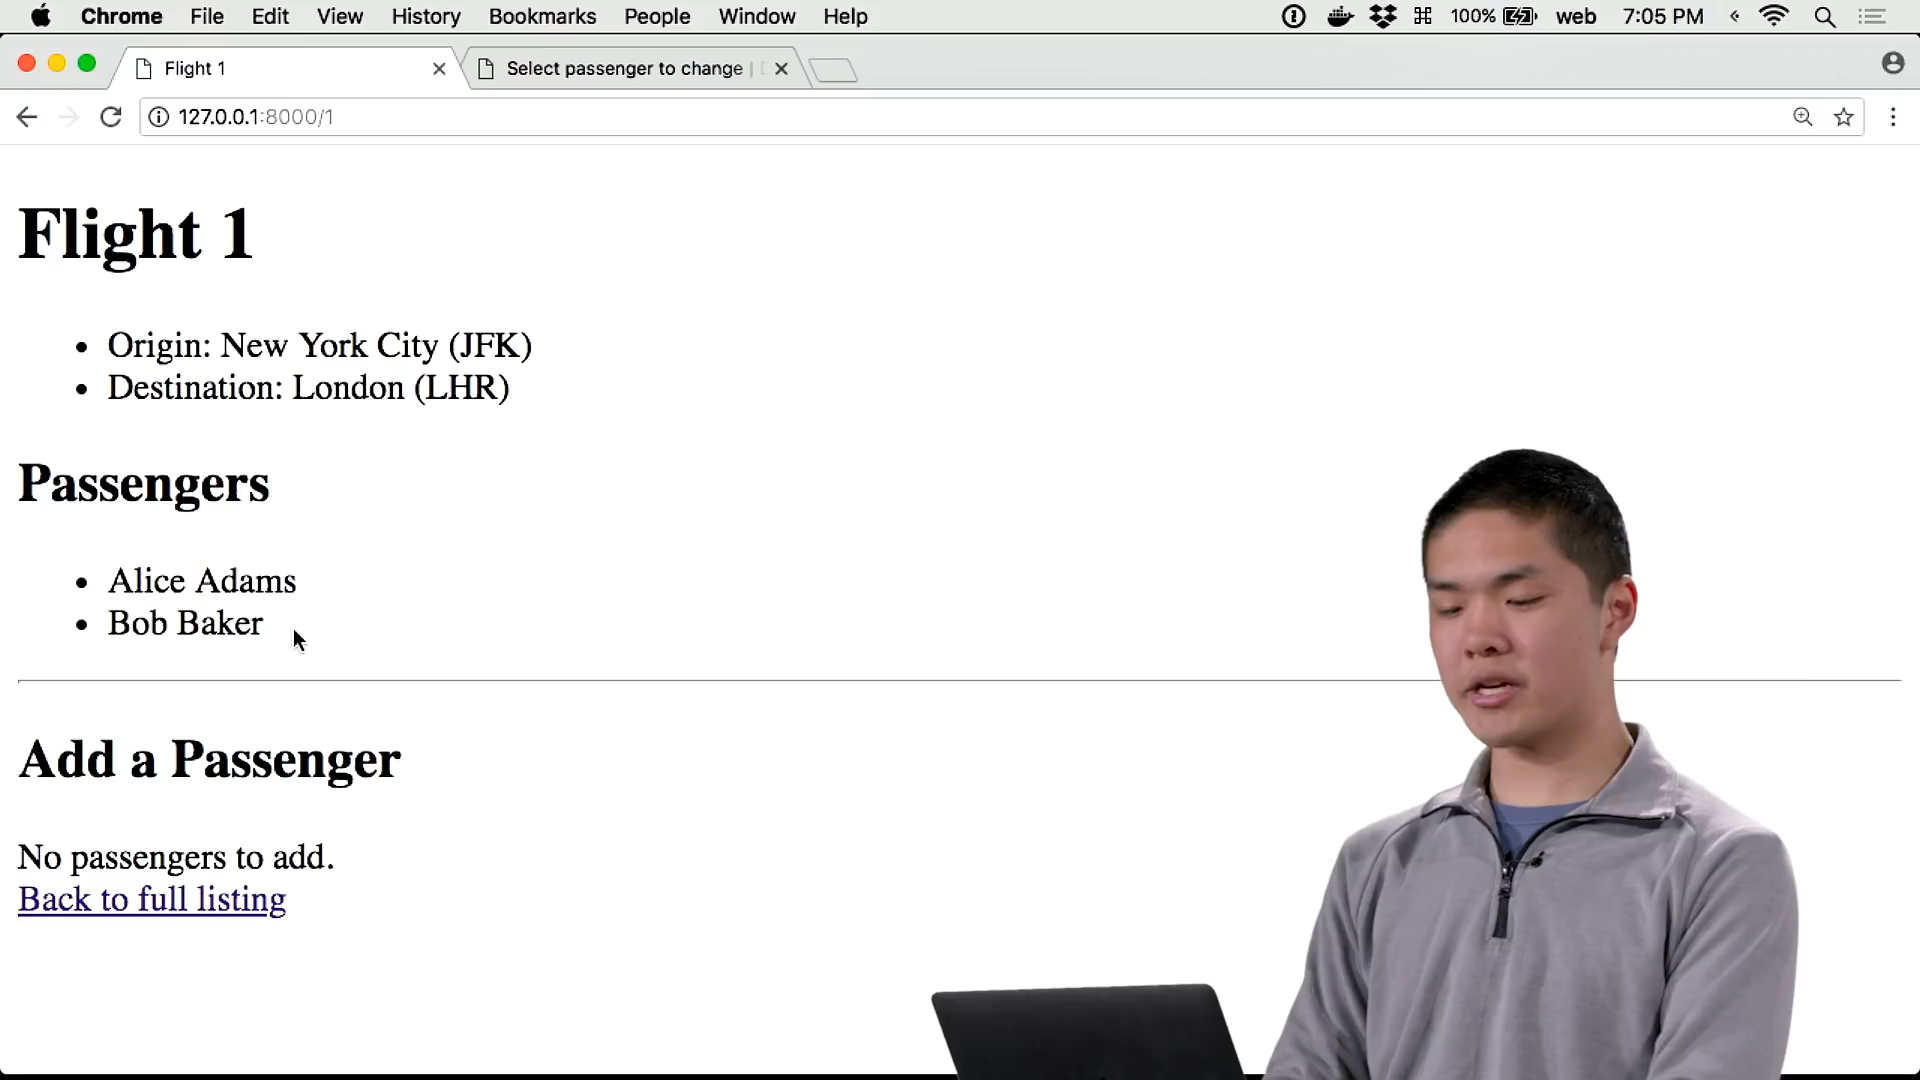 Chrome File Edit View History Bookmarks People Window Help 100% web 7:05 PM
Flight 1 Select passenger to change
127.0.0.1:8000/1
Flight 1
• Origin: New York City (JFK)
• Destination: London (LHR)
Passengers
• Alice Adams
• Bob Baker
Add a Passenger
No passengers to add.
Back to full listing